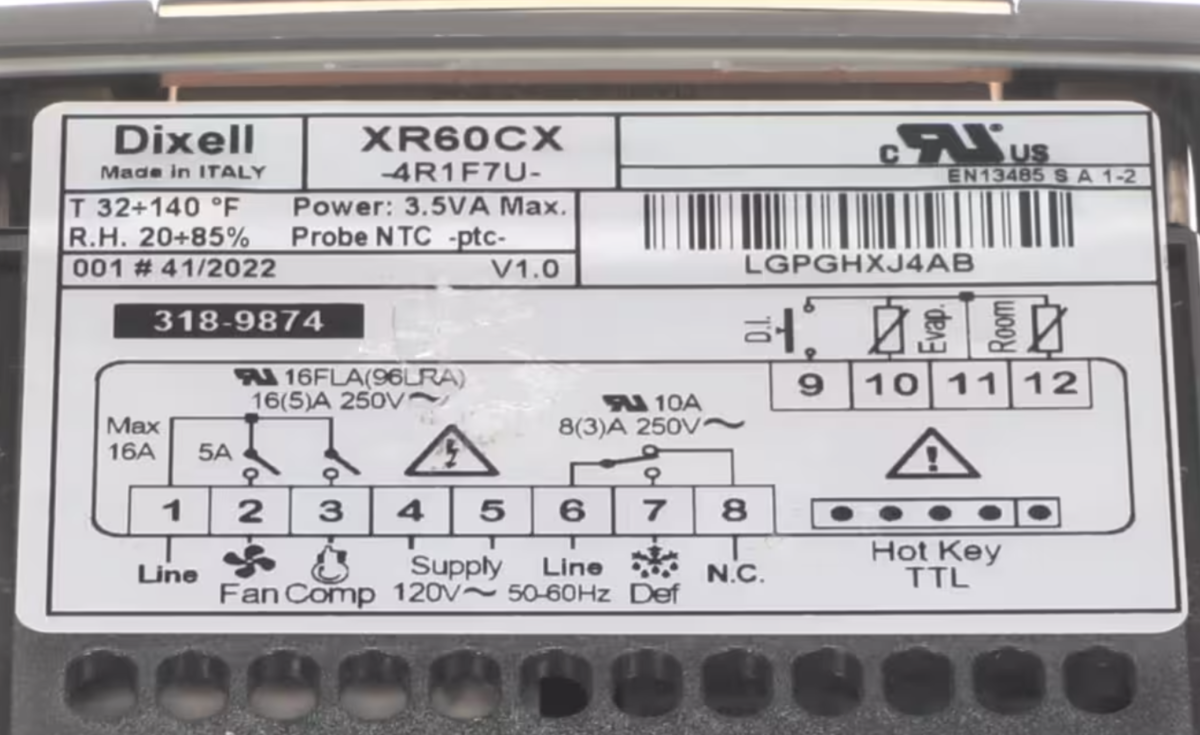 Dixell
Made in ITALY
XR60CX
-4R1F7U-
c RU US
EN13485 S A 1-2
T 32÷140 °F Power: 3.5VA Max.
R.H. 20÷85% Probe NTC -ptc-
001 # 41/2022 V1.0
LGPGHXJ4AB
318-9874
D.I.
Evap.
Room
9 10 11 12
RU 16FLA(96LRA)
16(5)A 250V~
Max
16A
5A
RU 10A
8(3)A 250V~
1 2 3 4 5 6 7 8
Line Fan Comp Supply
120V~ 50-60Hz Line Def N.C.
Hot Key
TTL